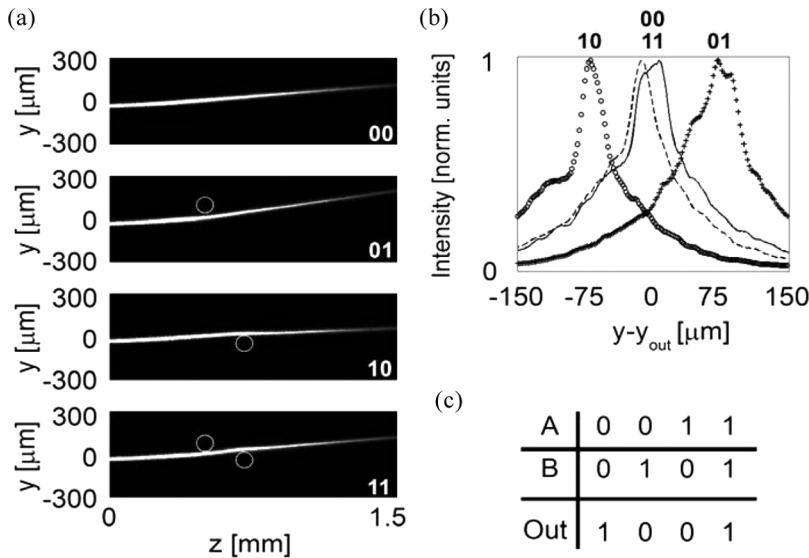 (a)
300
0
-300
y [μm]
00
300
0
-300
y [μm]
01
300
0
-300
y [μm]
10
300
0
-300
y [μm]
11
0
1.5
z [mm]
(b)
00
10 11 01
1
0
Intensity [norm. units]
-150 -75 0 75 150
y-yout [μm]
(c)
A 0 0 1 1
B 0 1 0 1
Out 1 0 0 1